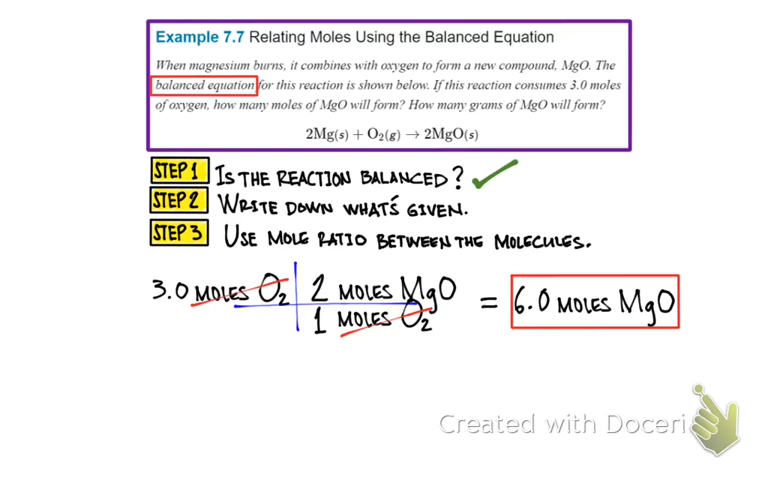 Example 7.7 Relating Moles Using the Balanced Equation
When magnesium burns, it combines with oxygen to form a new compound, MgO. The
balanced equation for this reaction is shown below. If this reaction consumes 3.0 moles
of oxygen, how many moles of MgO will form? How many grams of MgO will form?
2Mg(s) + O₂(g) → 2MgO(s)
STEP 1 IS THE REACTION BALANCED? ✓
STEP 2 WRITE DOWN WHAT'S GIVEN.
STEP 3 USE MOLE RATIO BETWEEN THE MOLECULES.
3.0 MOLES O₂ | 2 MOLES MgO = 6.0 MOLES MgO
1 MOLES O₂
Created with Doceri